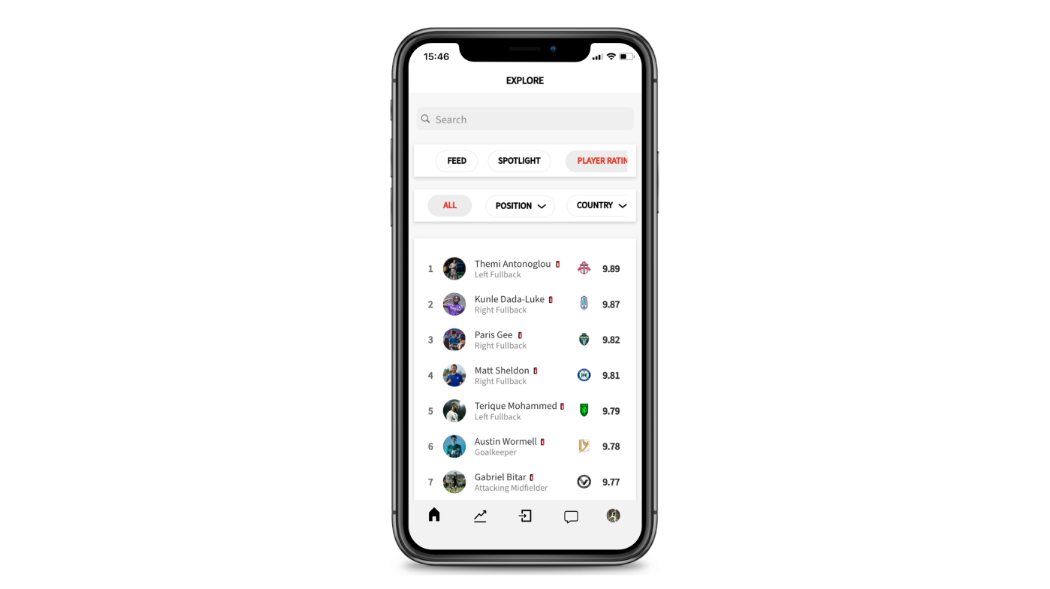 15:46
EXPLORE
Search
FEED SPOTLIGHT PLAYER RATIN
ALL POSITION COUNTRY
1 Themi Antonoglou 9.89
Left Fullback
2 Kunle Dada-Luke 9.87
Right Fullback
3 Paris Gee 9.82
Right Fullback
4 Matt Sheldon 9.81
Right Fullback
5 Terique Mohammed 9.79
Left Fullback
6 Austin Wormell 9.78
Goalkeeper
7 Gabriel Bitar 9.77
Attacking Midfielder